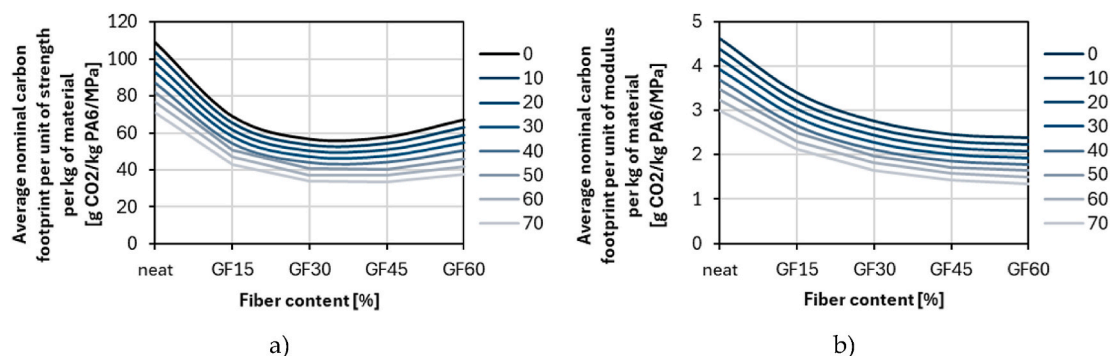 Average nominal carbon
footprint per unit of strength
per kg of material
[g CO2/kg PA6/MPa]
120
100
80
60
40
20
0
neat GF15 GF30 GF45 GF60
Fiber content [%]
0
10
20
30
40
50
60
70
a)
Average nominal carbon
footprint per unit of modulus
per kg of material
[g CO2/kg PA6/MPa]
5
4
3
2
1
0
neat GF15 GF30 GF45 GF60
Fiber content [%]
0
10
20
30
40
50
60
70
b)